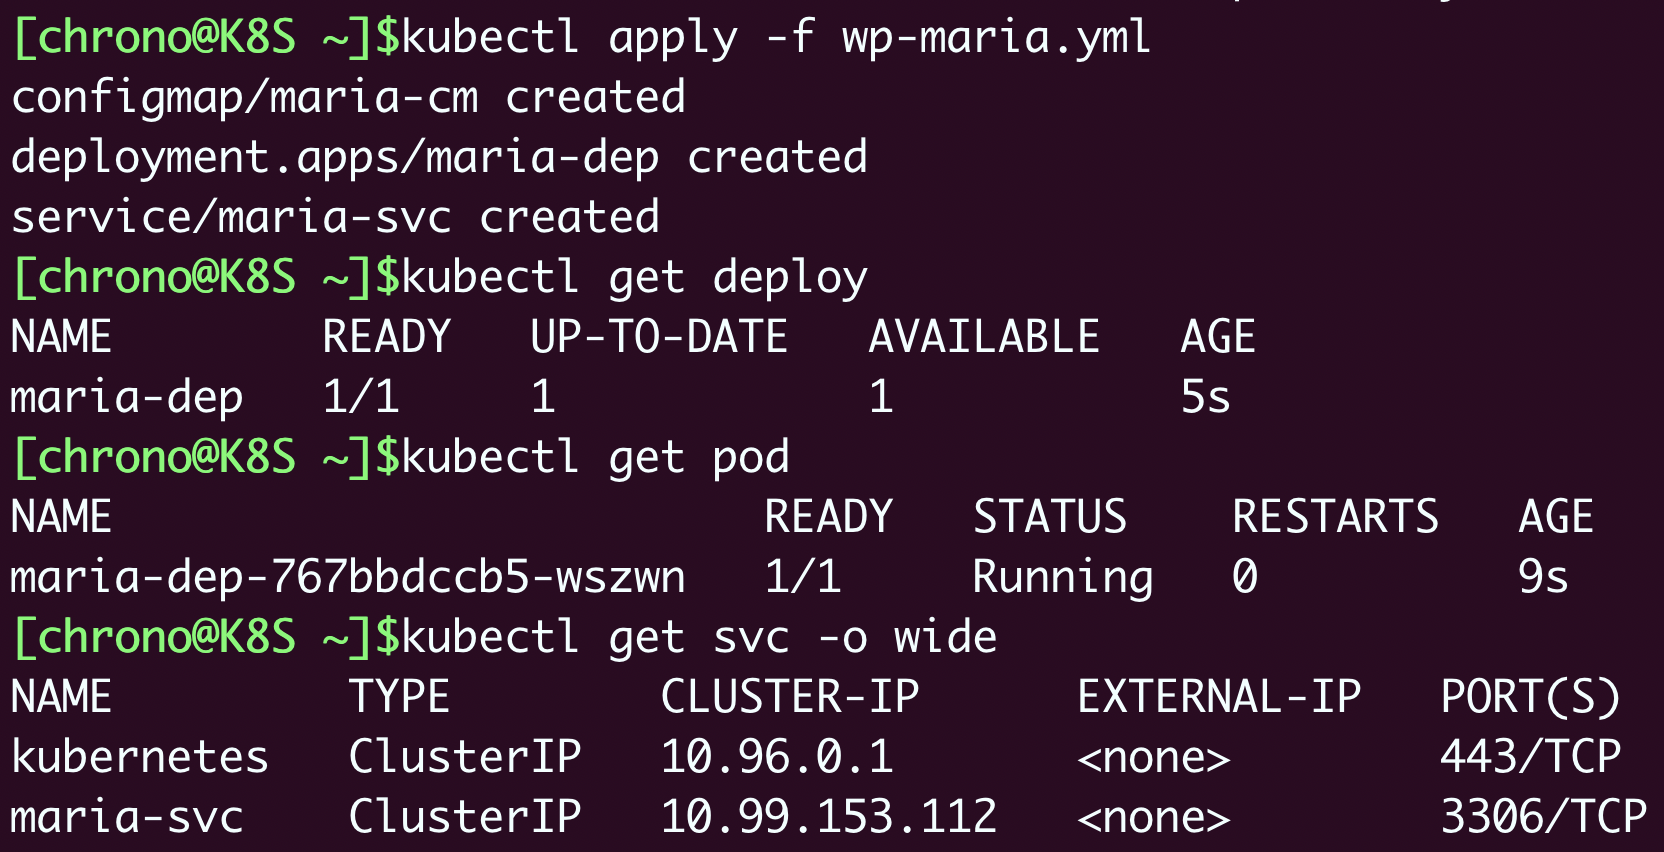 [chrono@K8S ~]$kubectl apply -f wp-maria.yml
configmap/maria-cm created
deployment.apps/maria-dep created
service/maria-svc created
[chrono@K8S ~]$kubectl get deploy
NAME READY UP-TO-DATE AVAILABLE AGE
maria-dep 1/1 1 1 5s
[chrono@K8S ~]$kubectl get pod
NAME READY STATUS RESTARTS AGE
maria-dep-767bbdccb5-wszwn 1/1 Running 0 9s
[chrono@K8S ~]$kubectl get svc -o wide
NAME TYPE CLUSTER-IP EXTERNAL-IP PORT(S)
kubernetes ClusterIP 10.96.0.1 <none> 443/TCP
maria-svc ClusterIP 10.99.153.112 <none> 3306/TCP